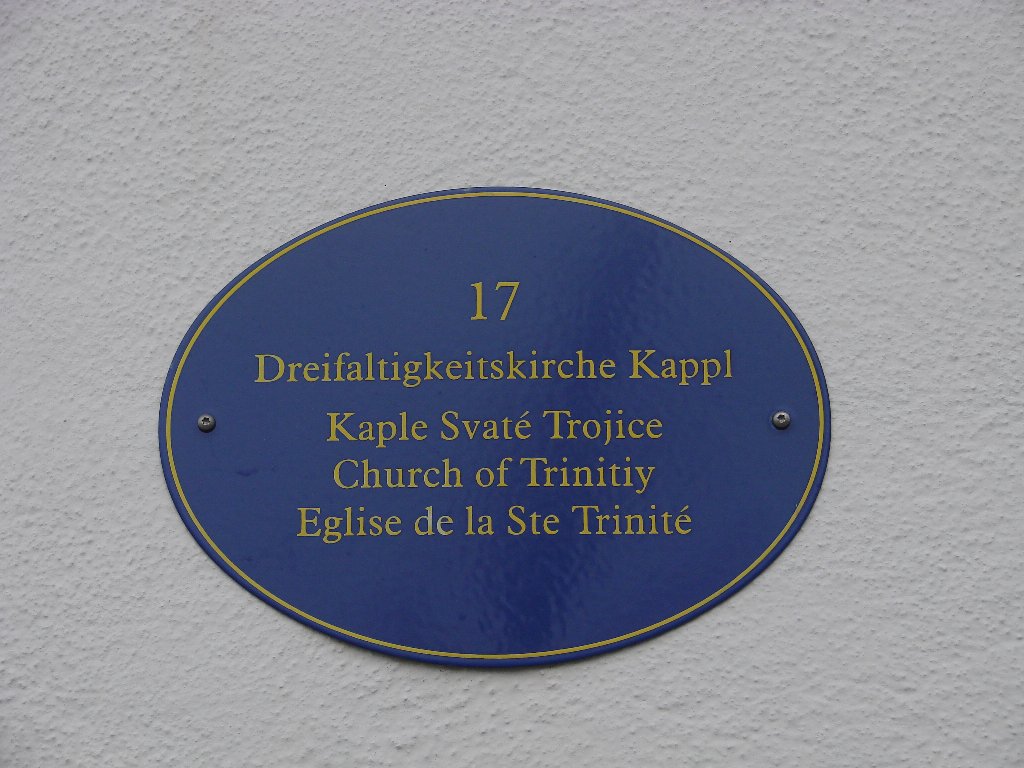 17
Dreifaltigkeitskirche Kappl
Kaple Svaté Trojice
Church of Trinitiy
Eglise de la Ste Trinité